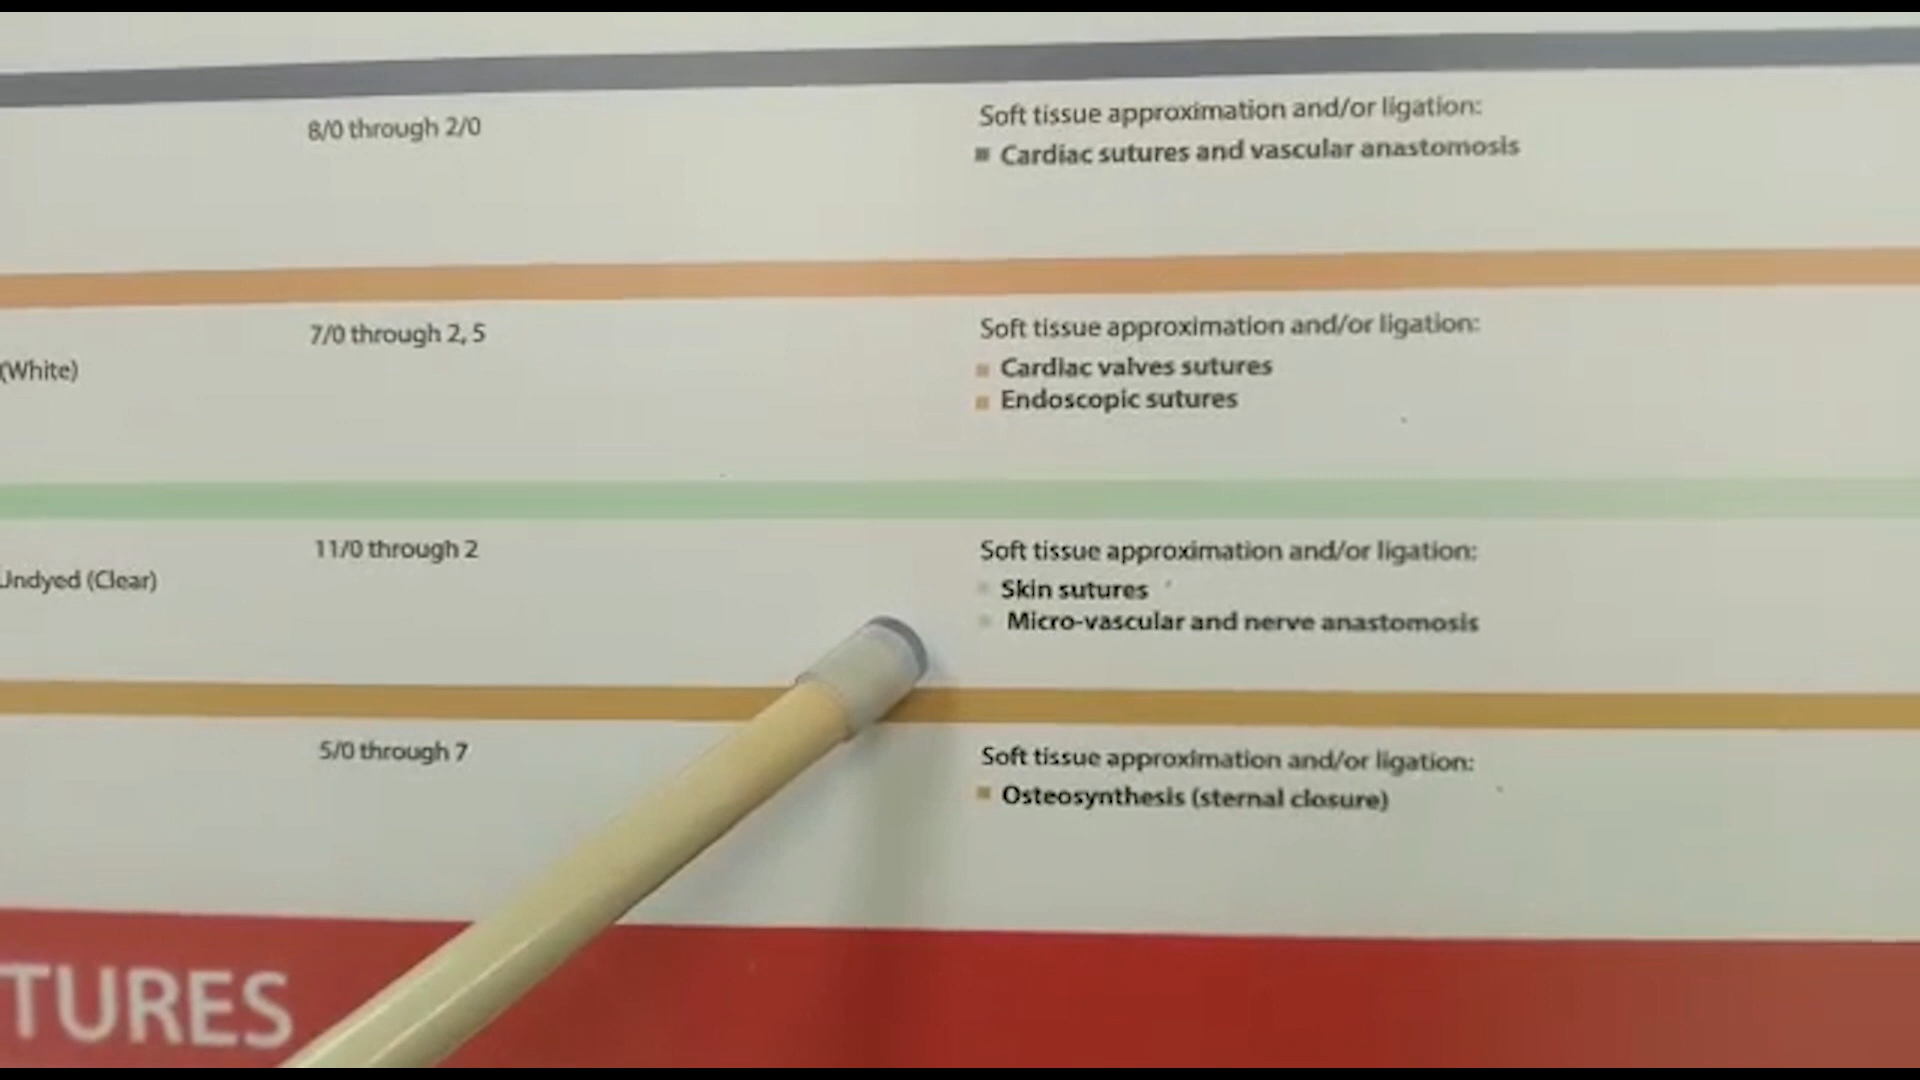 8/0 through 2/0
Soft tissue approximation and/or ligation:
Cardiac sutures and vascular anastomosis
7/0 through 2, 5
(White)
Soft tissue approximation and/or ligation:
Cardiac valves sutures
Endoscopic sutures
11/0 through 2
Undyed (Clear)
Soft tissue approximation and/or ligation:
Skin sutures
Micro-vascular and nerve anastomosis
5/0 through 7
Soft tissue approximation and/or ligation:
Osteosynthesis (sternal closure)
TURES